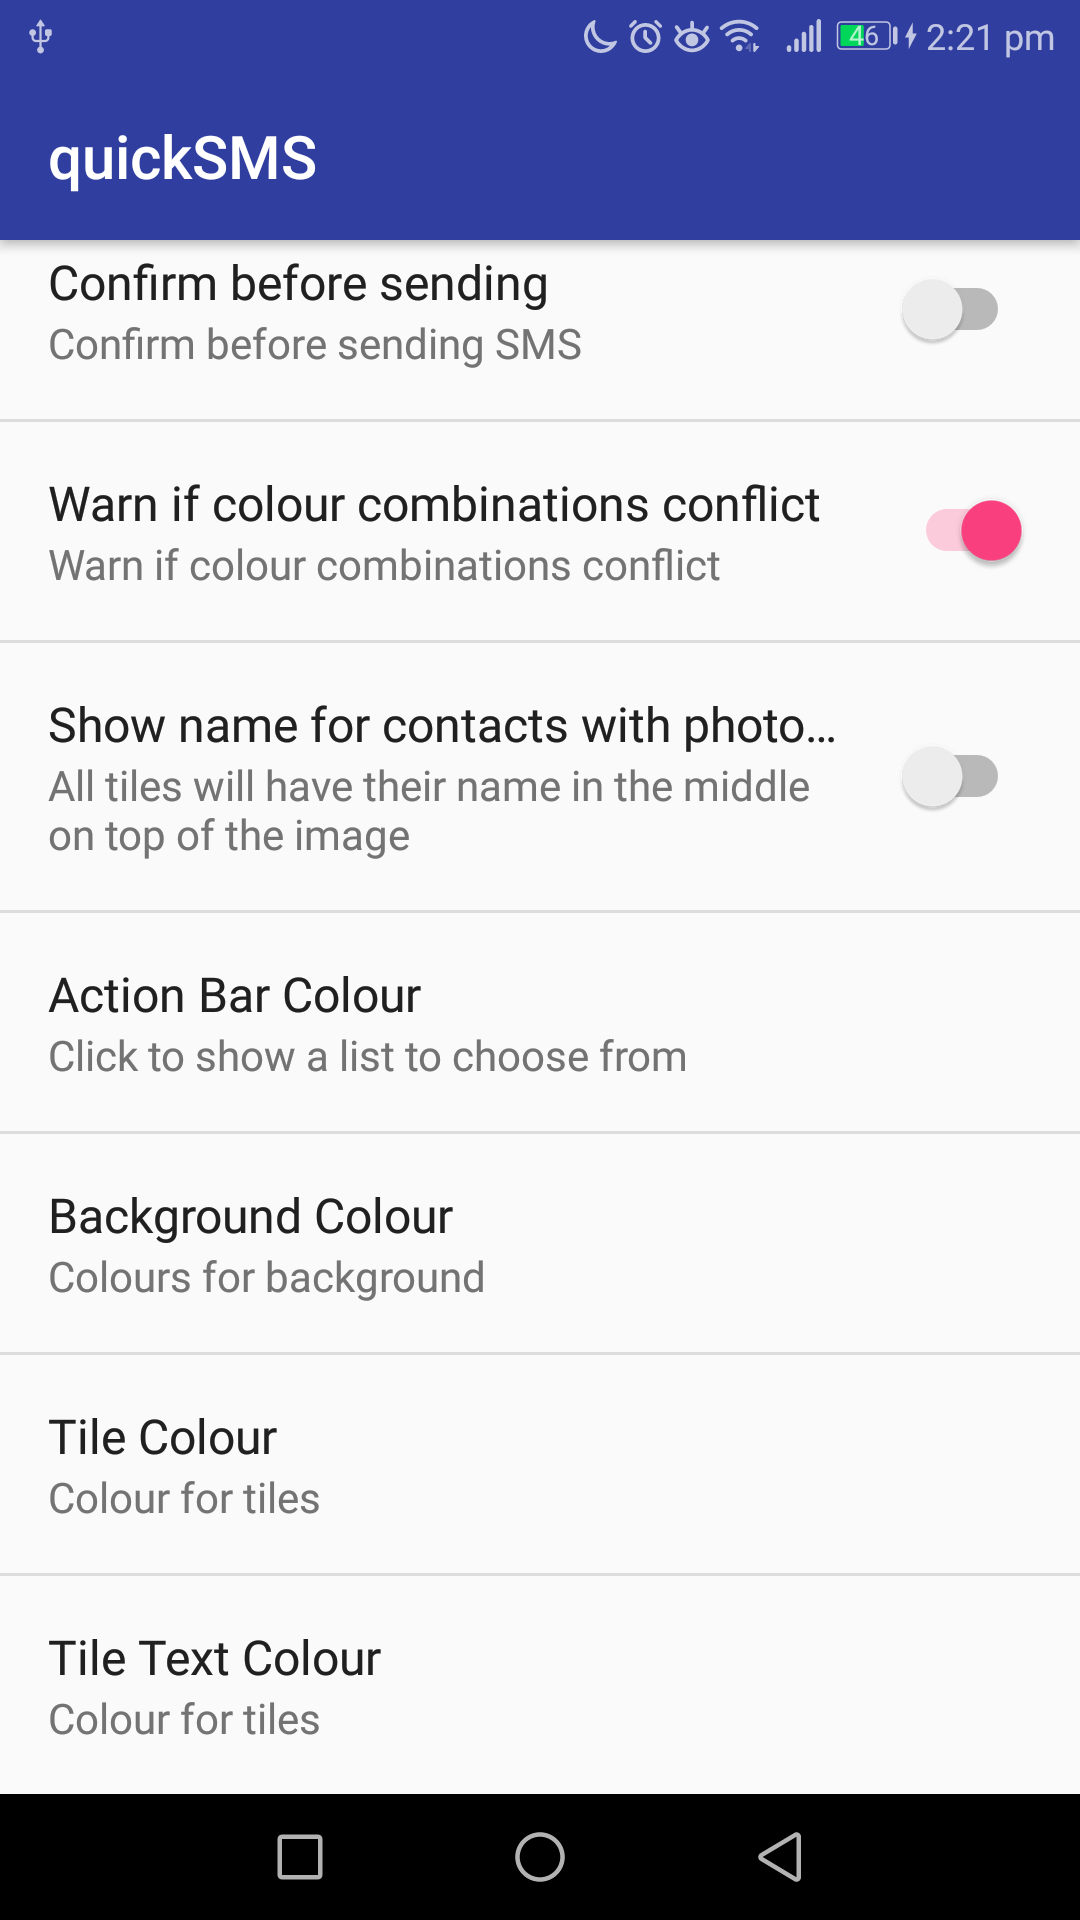 46 2:21 pm
quickSMS
Confirm before sending
Confirm before sending SMS
Warn if colour combinations conflict
Warn if colour combinations conflict
Show name for contacts with photo...
All tiles will have their name in the middle
on top of the image
Action Bar Colour
Click to show a list to choose from
Background Colour
Colours for background
Tile Colour
Colour for tiles
Tile Text Colour
Colour for tiles